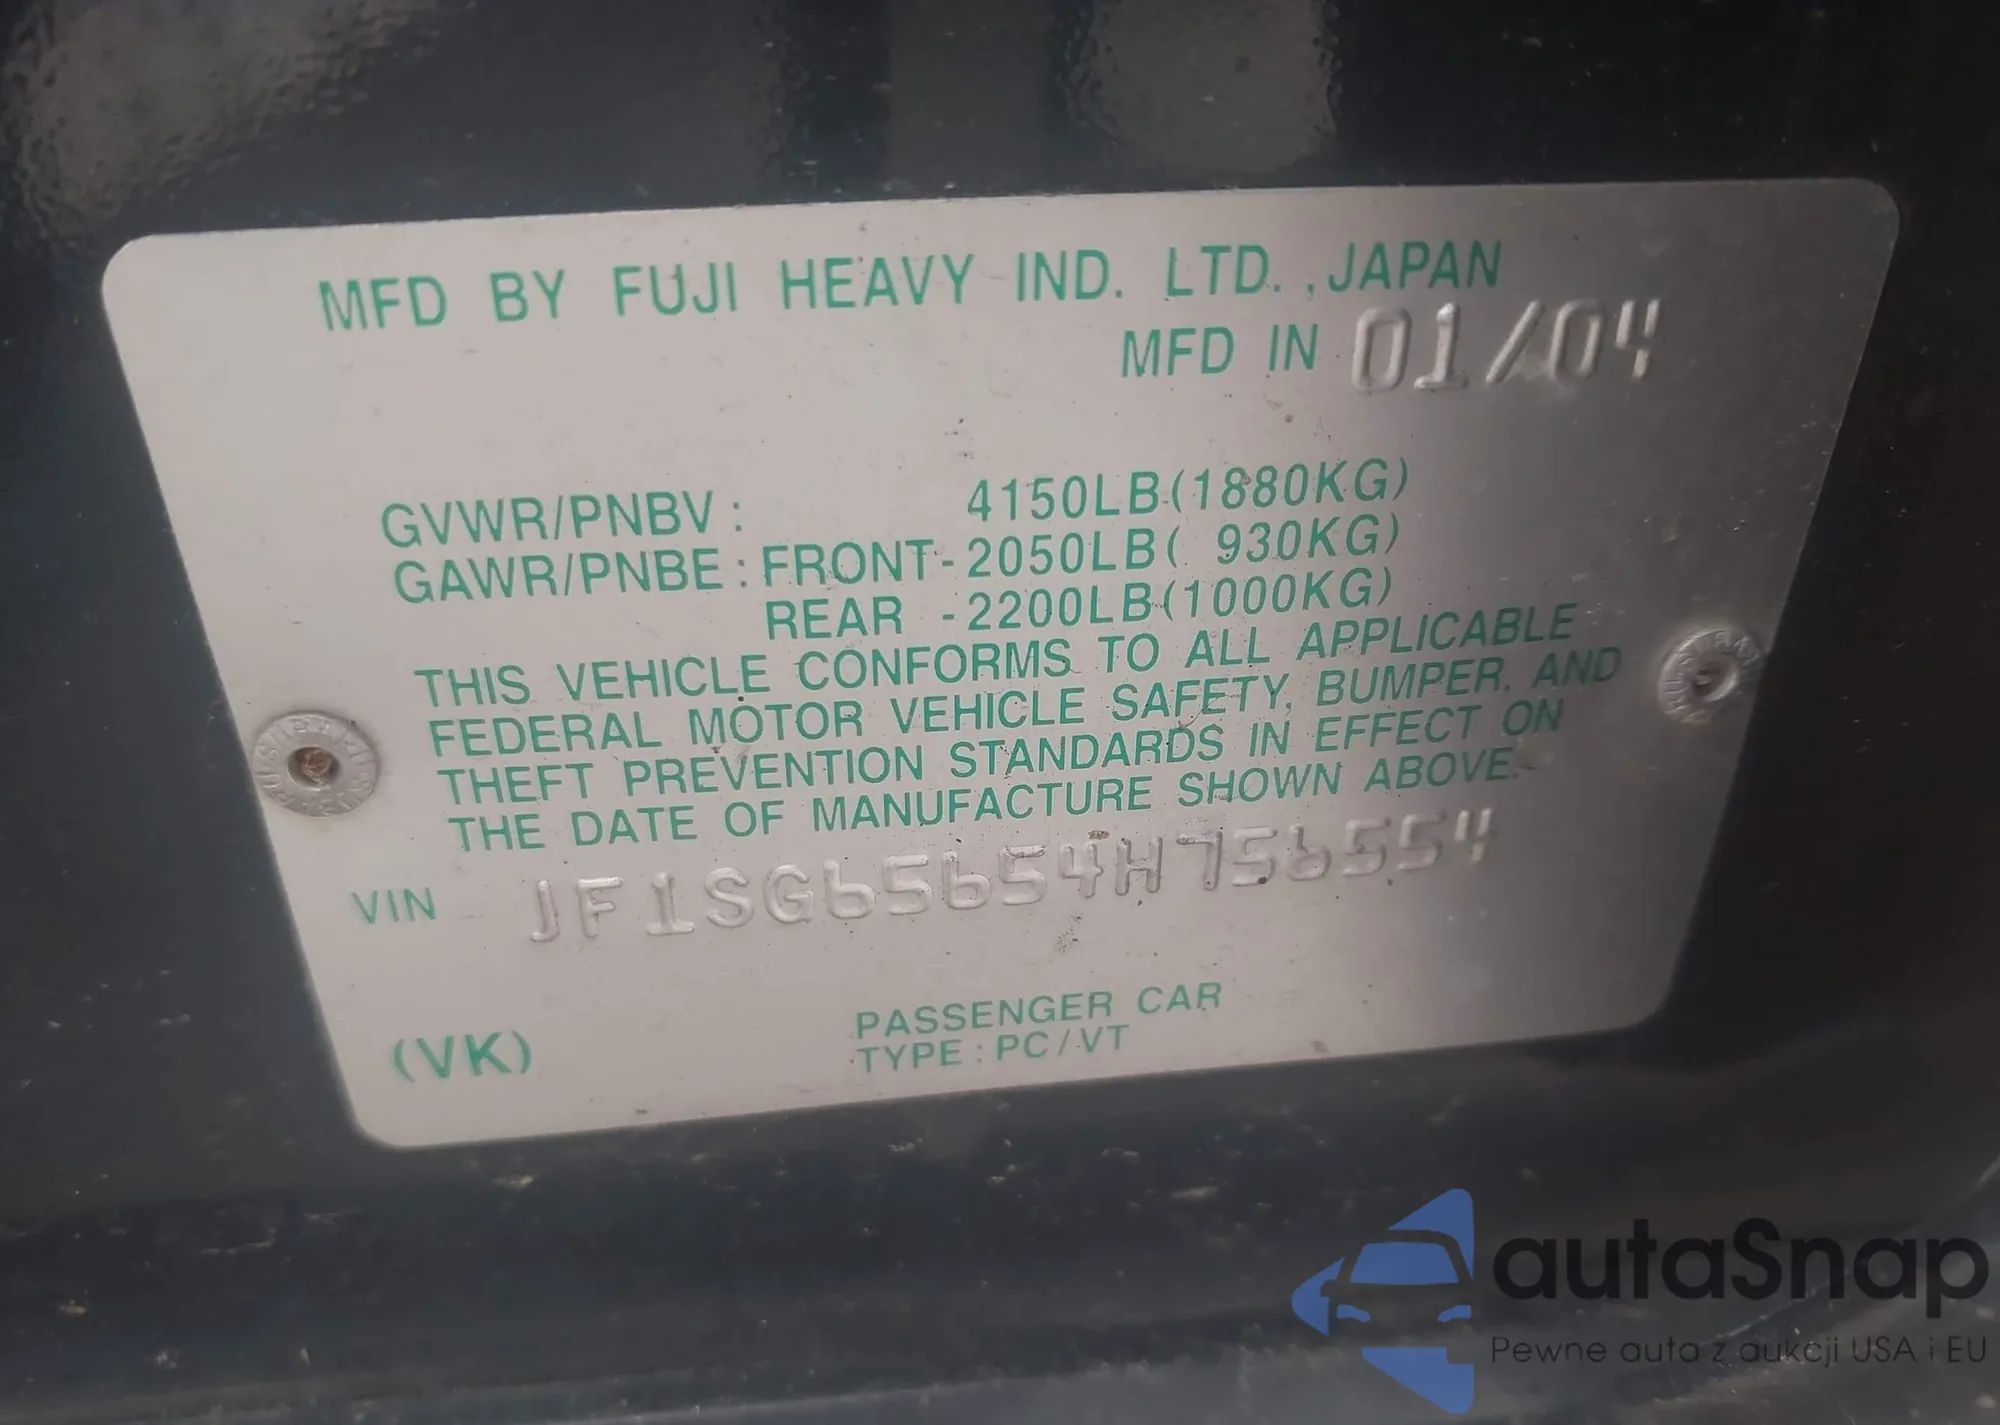 MFD BY FUJI HEAVY IND. LTD.,JAPAN
MFD IN 01/04
GVWR/PNBV: 4150LB(1880KG)
GAWR/PNBE:FRONT-2050LB( 930KG)
REAR -2200LB(1000KG)
THIS VEHICLE CONFORMS TO ALL APPLICABLE
FEDERAL MOTOR VEHICLE SAFETY, BUMPER, AND
THEFT PREVENTION STANDARDS IN EFFECT ON
THE DATE OF MANUFACTURE SHOWN ABOVE.
VIN JF1SG65654H756554
PASSENGER CAR
(VK) TYPE:PC/VT
autaSnap
Pewne auta z aukcji USA i EU